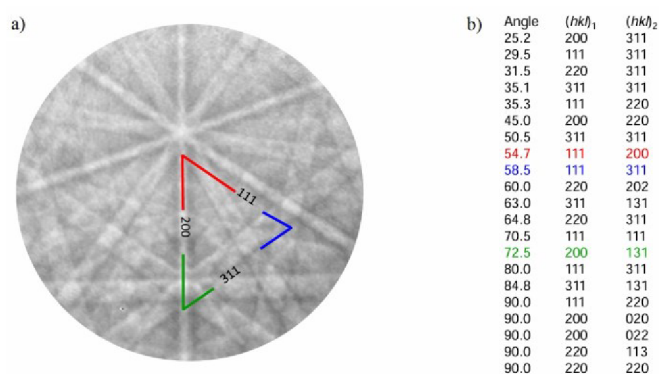 a)
111
200
311
b)
Angle (hkl)₁ (hkl)₂
25.2 200 311
29.5 111 311
31.5 220 311
35.1 311 311
35.3 111 220
45.0 200 220
50.5 311 311
54.7 111 200
58.5 111 311
60.0 220 202
63.0 311 131
64.8 220 311
70.5 111 111
72.5 200 131
80.0 111 311
84.8 311 131
90.0 111 220
90.0 200 020
90.0 200 022
90.0 220 113
90.0 220 220